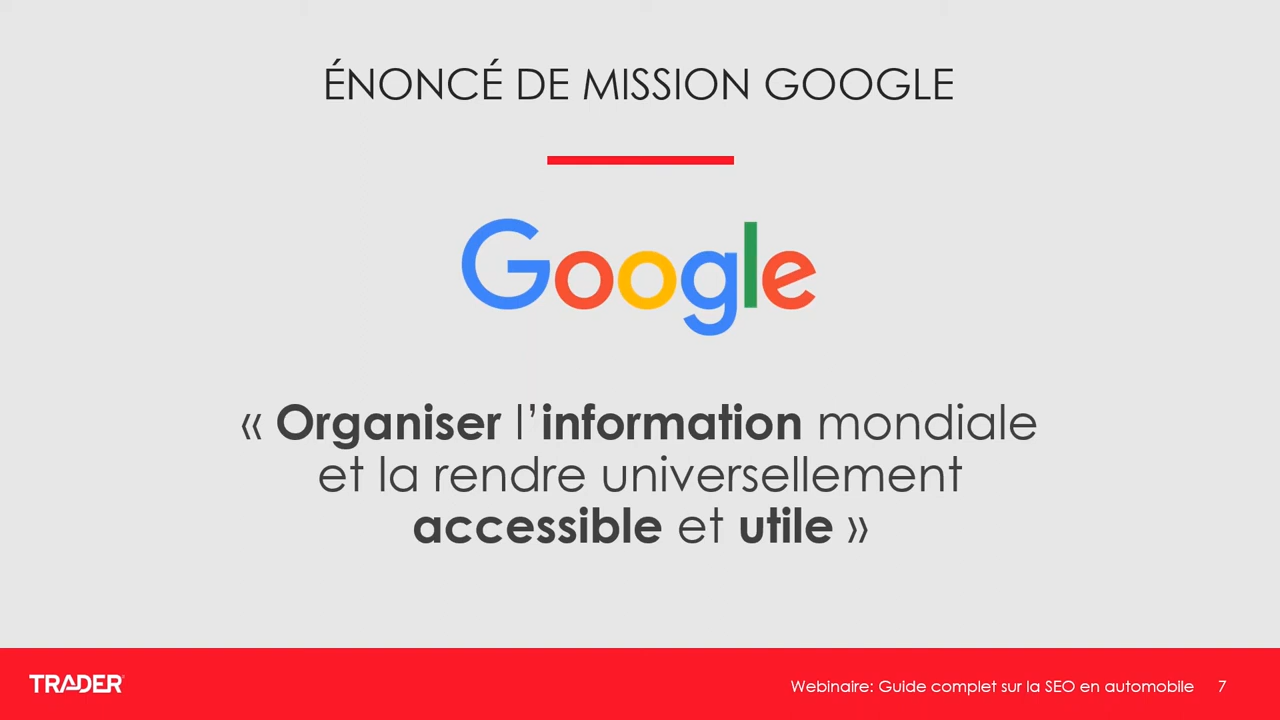 ÉNONCÉ DE MISSION GOOGLE
Google
« Organiser l’information mondiale
et la rendre universellement
accessible et utile »
TRADER
Webinaire: Guide complet sur la SEO en automobile 7